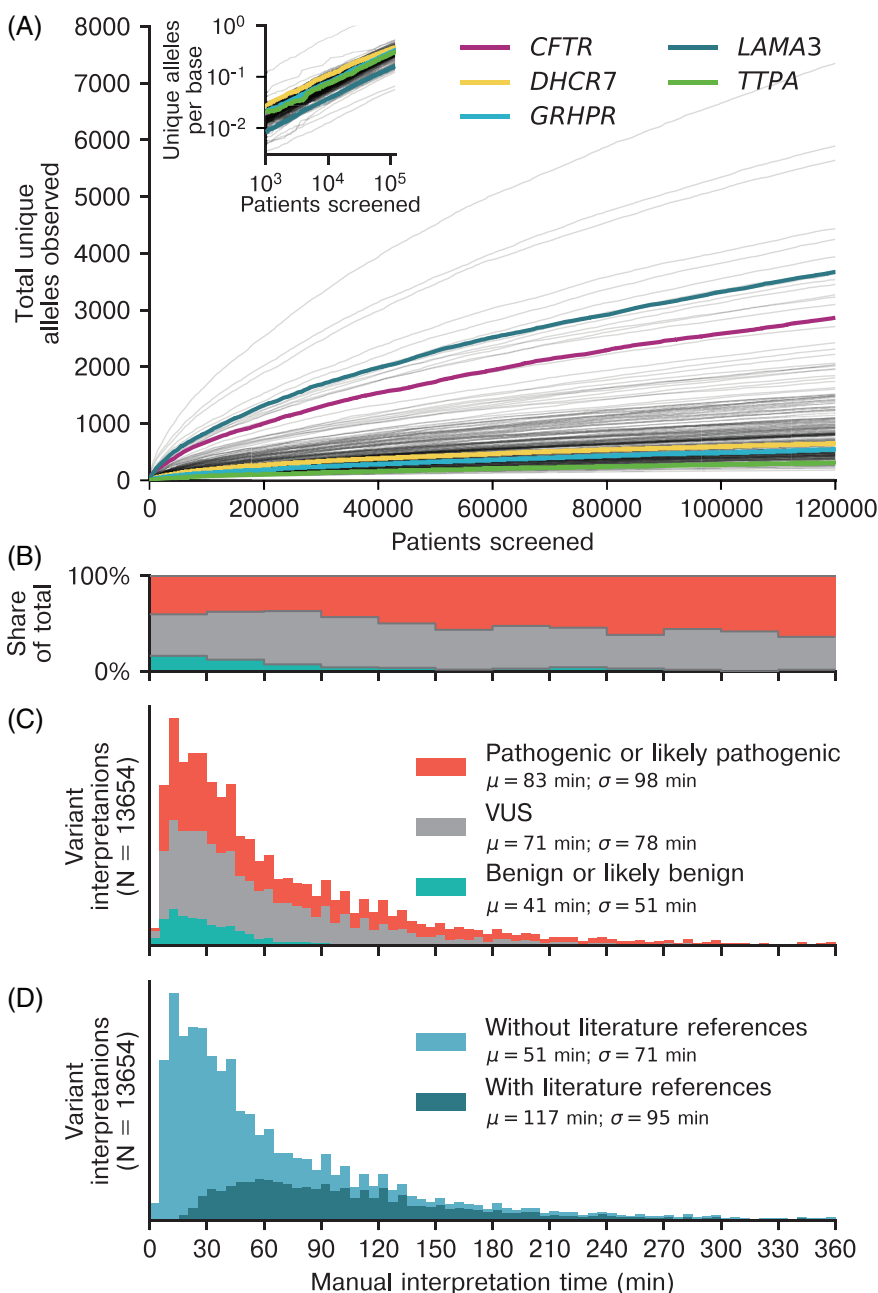 (A)
8000
7000
6000
5000
4000
3000
2000
1000
0
Total unique
alleles observed
10^0
10^-1
10^-2
Unique alleles
per base
10^3 10^4 10^5
Patients screened
CFTR
DHCR7
GRHPR
LAMA3
TTPA
0 20000 40000 60000 80000 100000 120000
Patients screened
(B)
100%
0%
Share
of total
(C)
Variant
interpretanions
(N = 13654)
Pathogenic or likely pathogenic
μ = 83 min; σ = 98 min
VUS
μ = 71 min; σ = 78 min
Benign or likely benign
μ = 41 min; σ = 51 min
(D)
Variant
interpretanions
(N = 13654)
Without literature references
μ = 51 min; σ = 71 min
With literature references
μ = 117 min; σ = 95 min
0 30 60 90 120 150 180 210 240 270 300 330 360
Manual interpretation time (min)